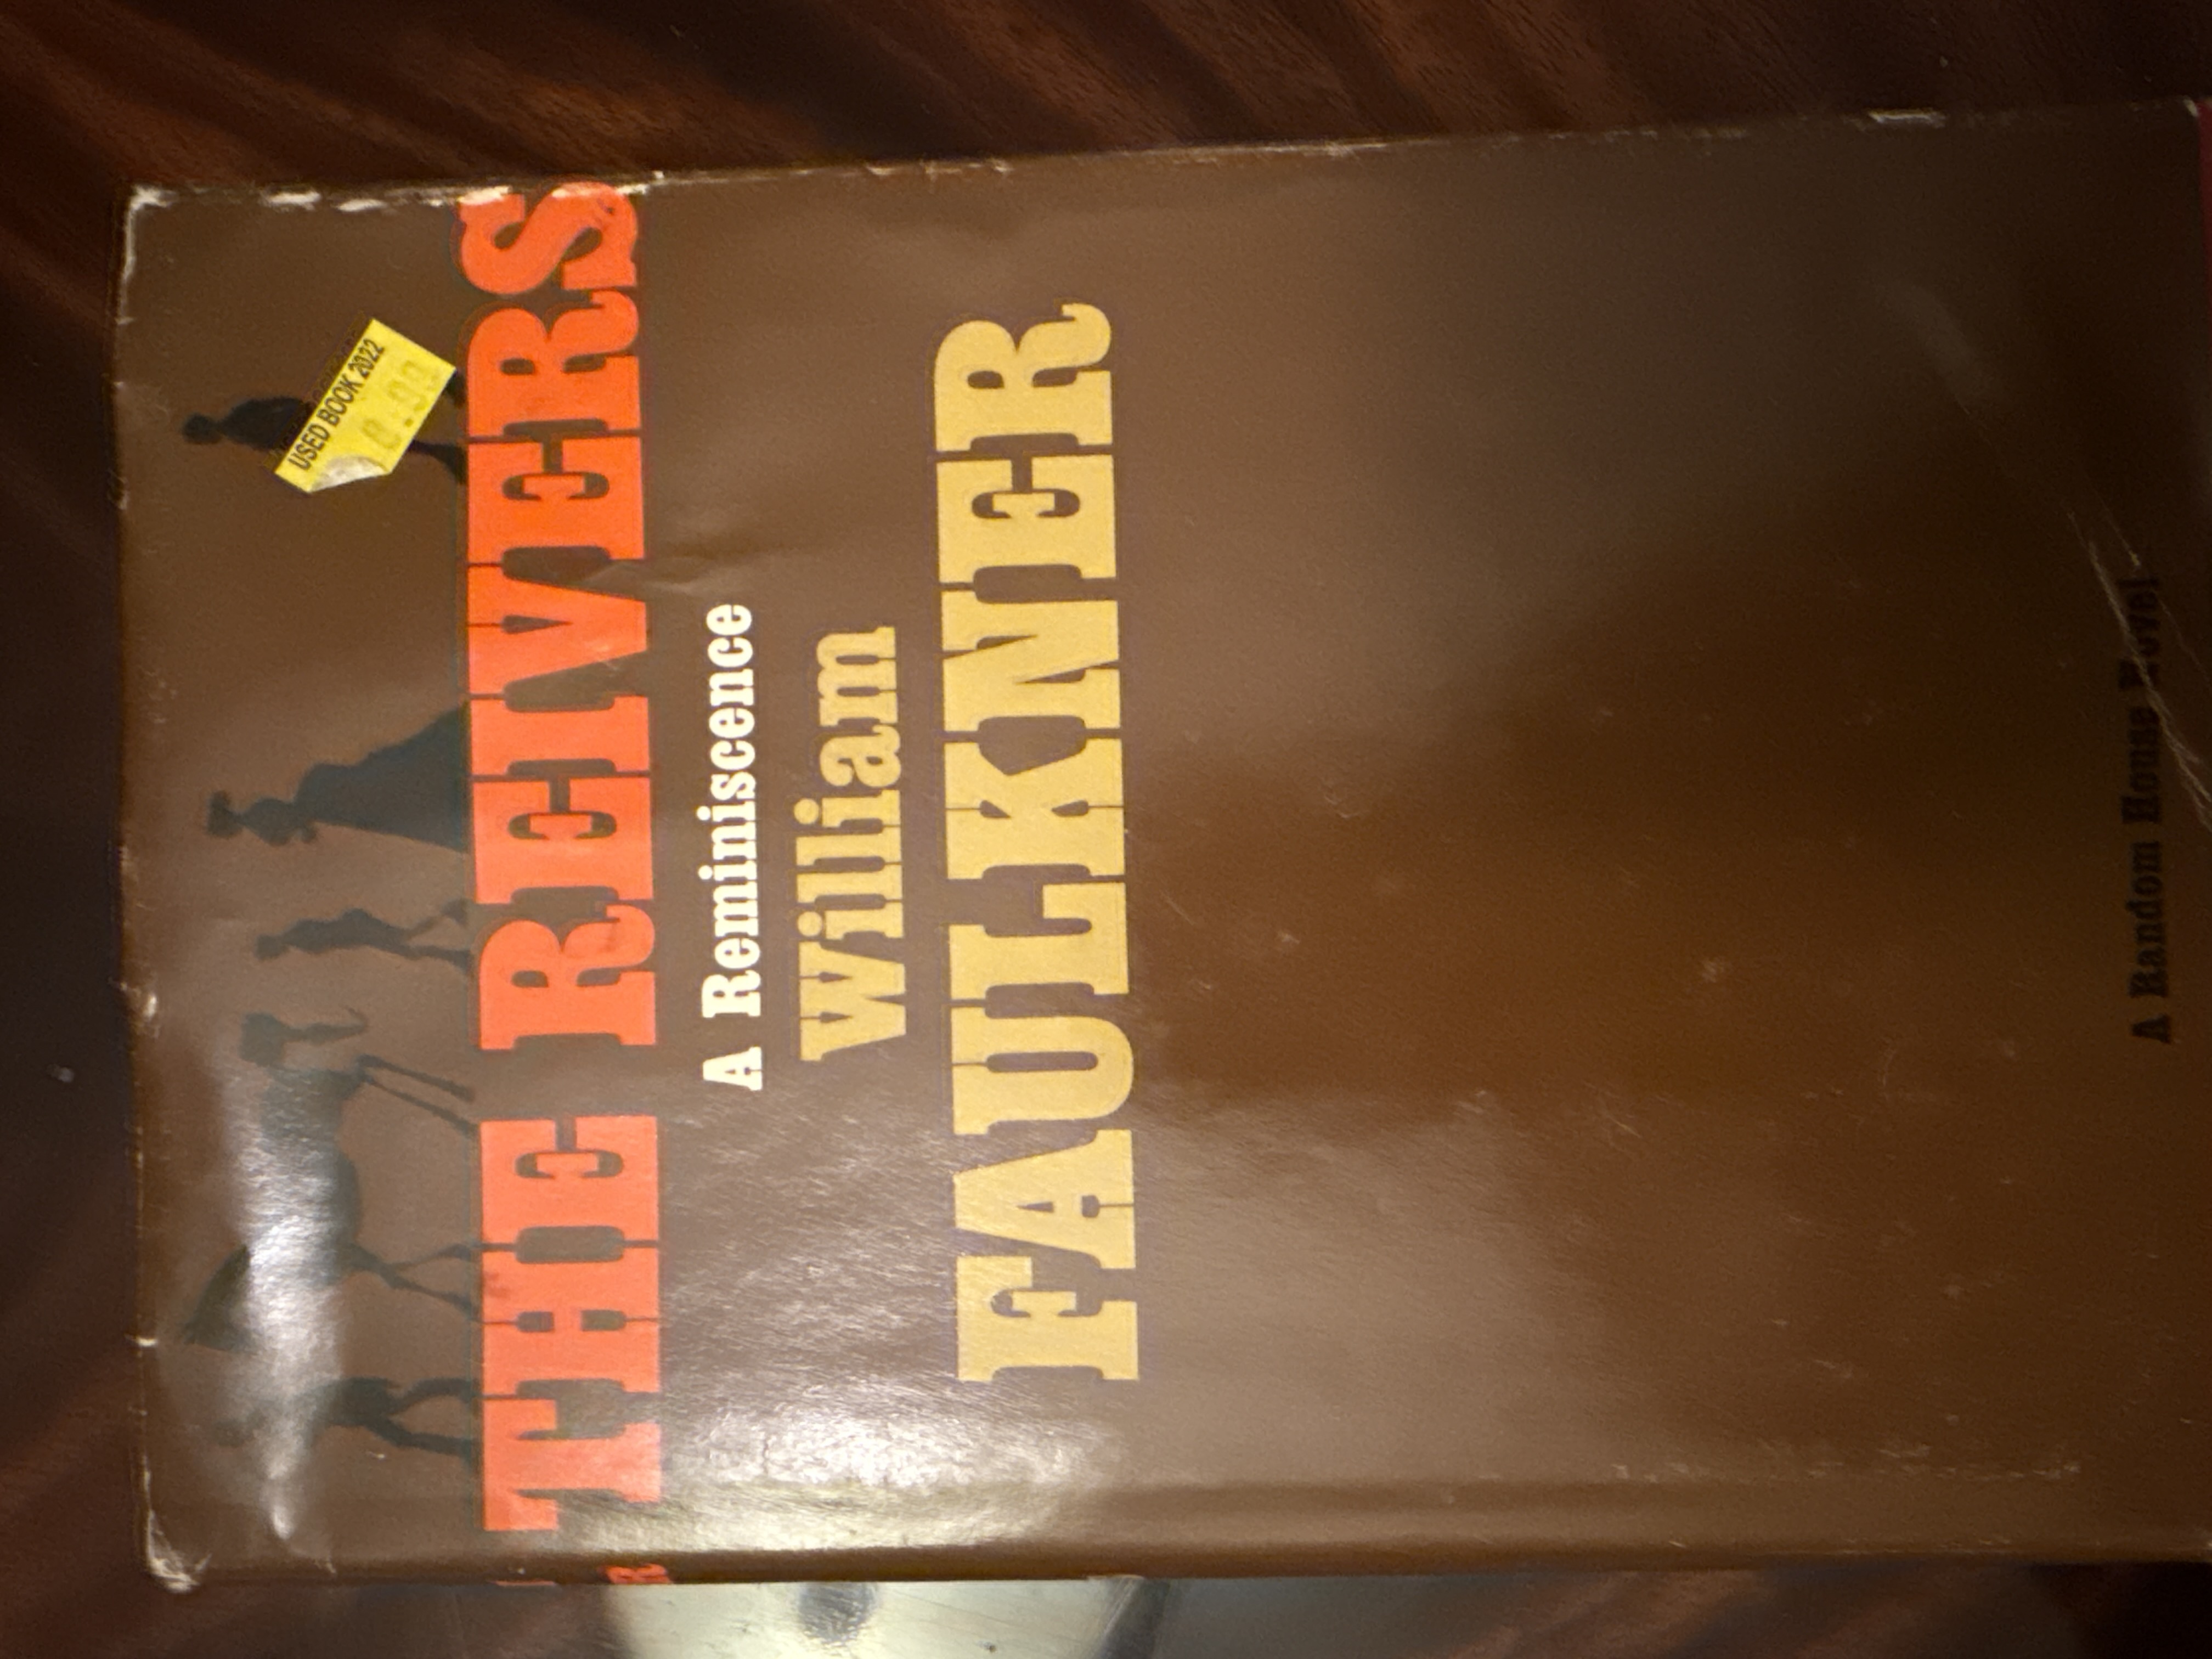 USED BOOK 2022
THE REIVERS
A Reminiscence
William
FAULKNER
A Random House Novel
R